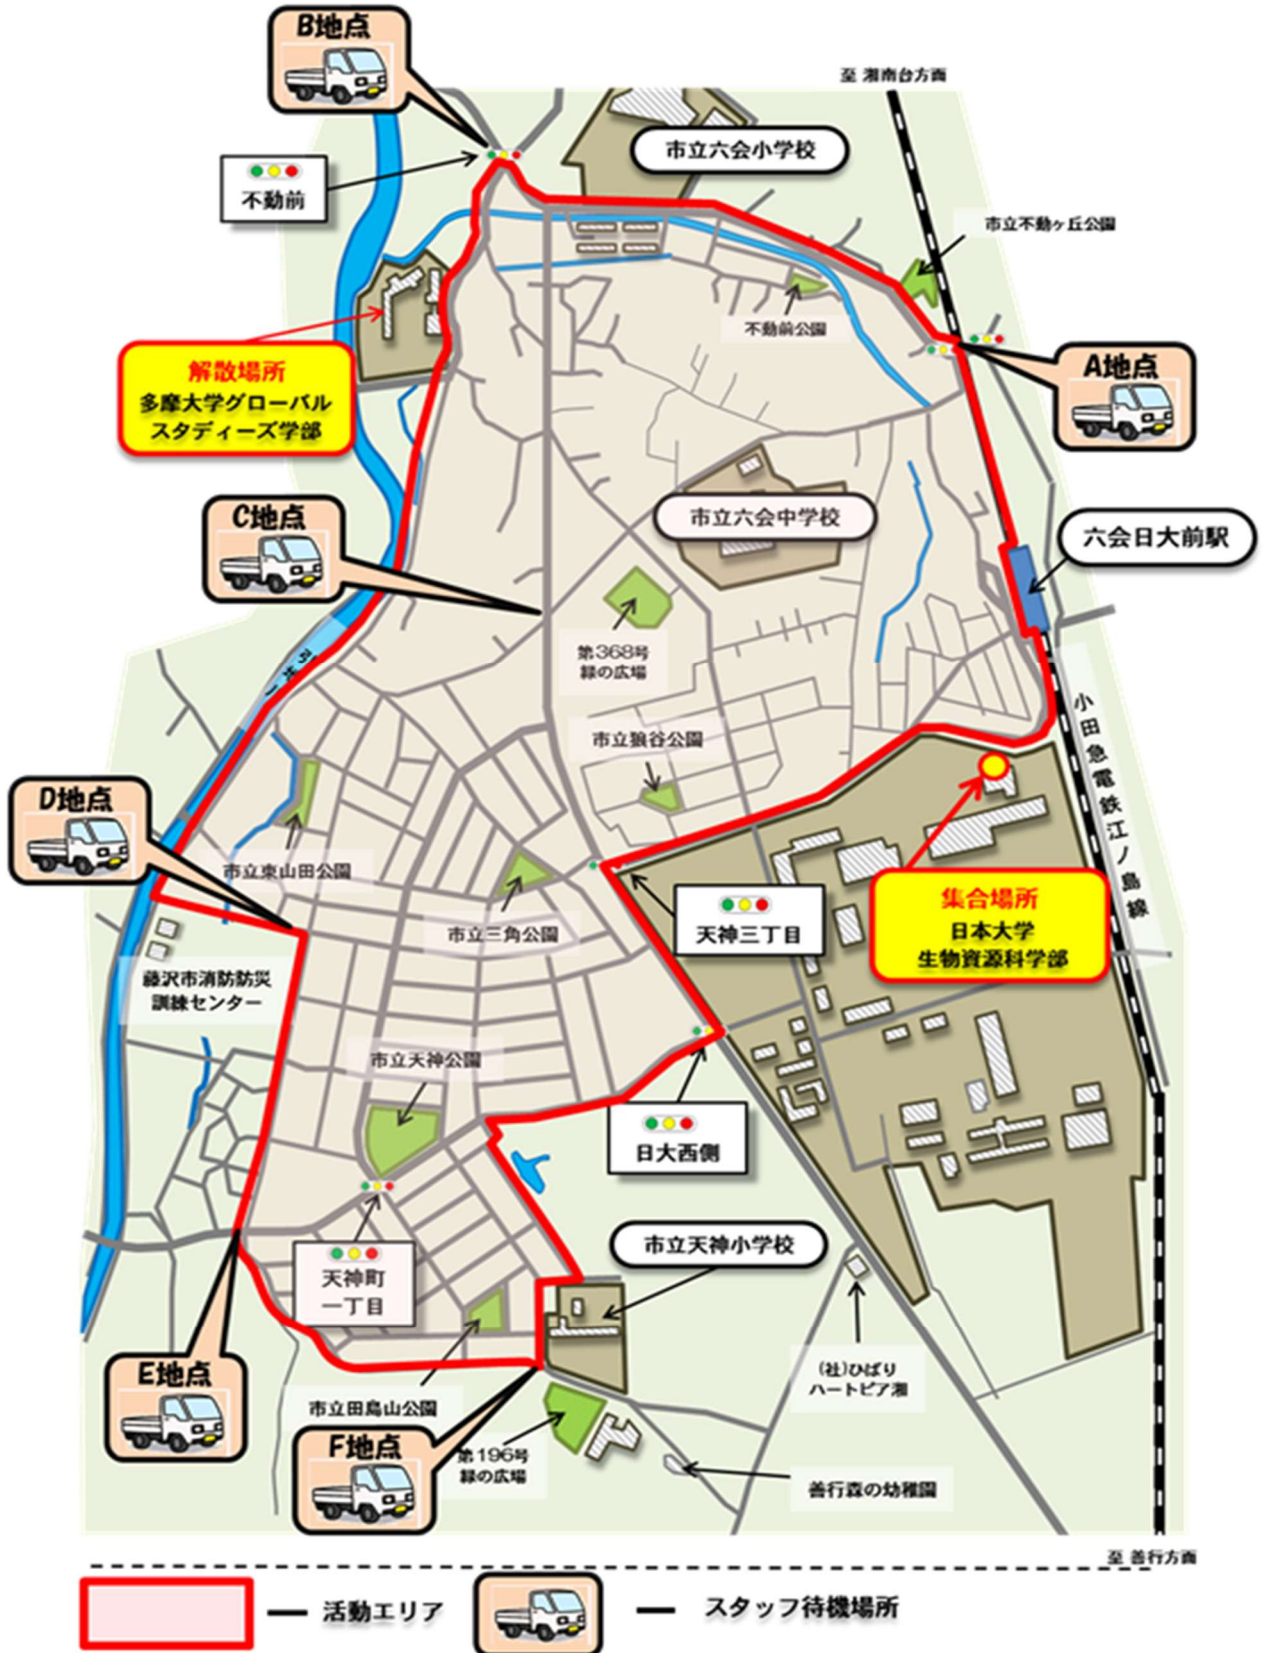 B地点
至 湘南台方面
市立六会小学校
不動前
市立不動ヶ丘公園
不動前公園
A地点
解散場所
多摩大学グローバル
スタディーズ学部
C地点
市立六会中学校
六会日大前駅
第368号
緑の広場
小田急電鉄江ノ島線
市立狼谷公園
D地点
市立東山田公園
集合場所
日本大学
生物資源科学部
天神三丁目
市立三角公園
藤沢市消防防災
訓練センター
市立天神公園
日大西側
市立天神小学校
天神町
一丁目
E地点
(社)ひばり
ハートピア湘
市立田島山公園
F地点
第196号
緑の広場
善行森の幼稚園
至 善行方面
活動エリア
スタッフ待機場所